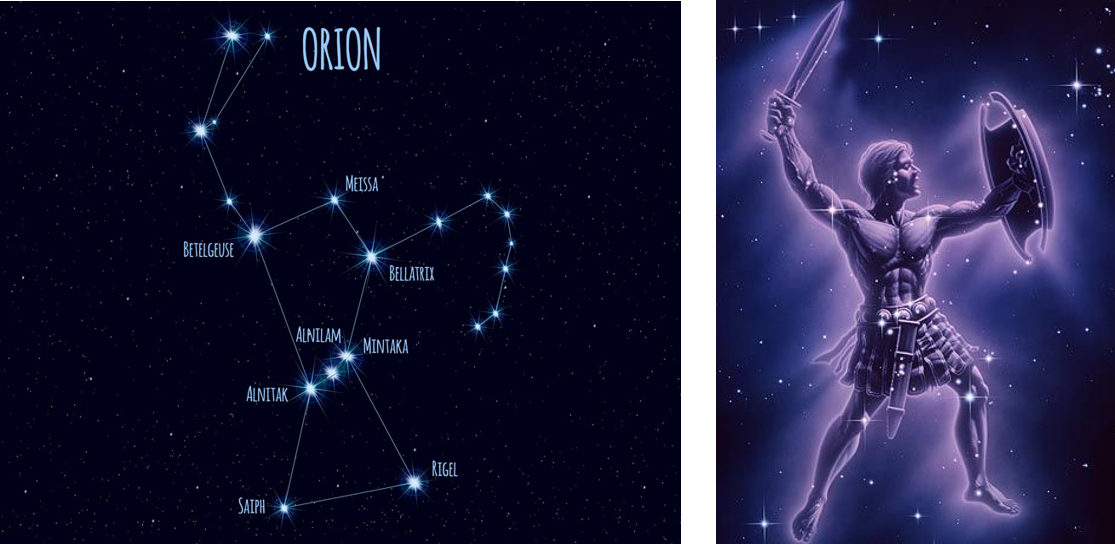 ORION
MEISSA
BETELGEUSE
BELLATRIX
ALNILAM
MINTAKA
ALNITAK
RIGEL
SAIPH